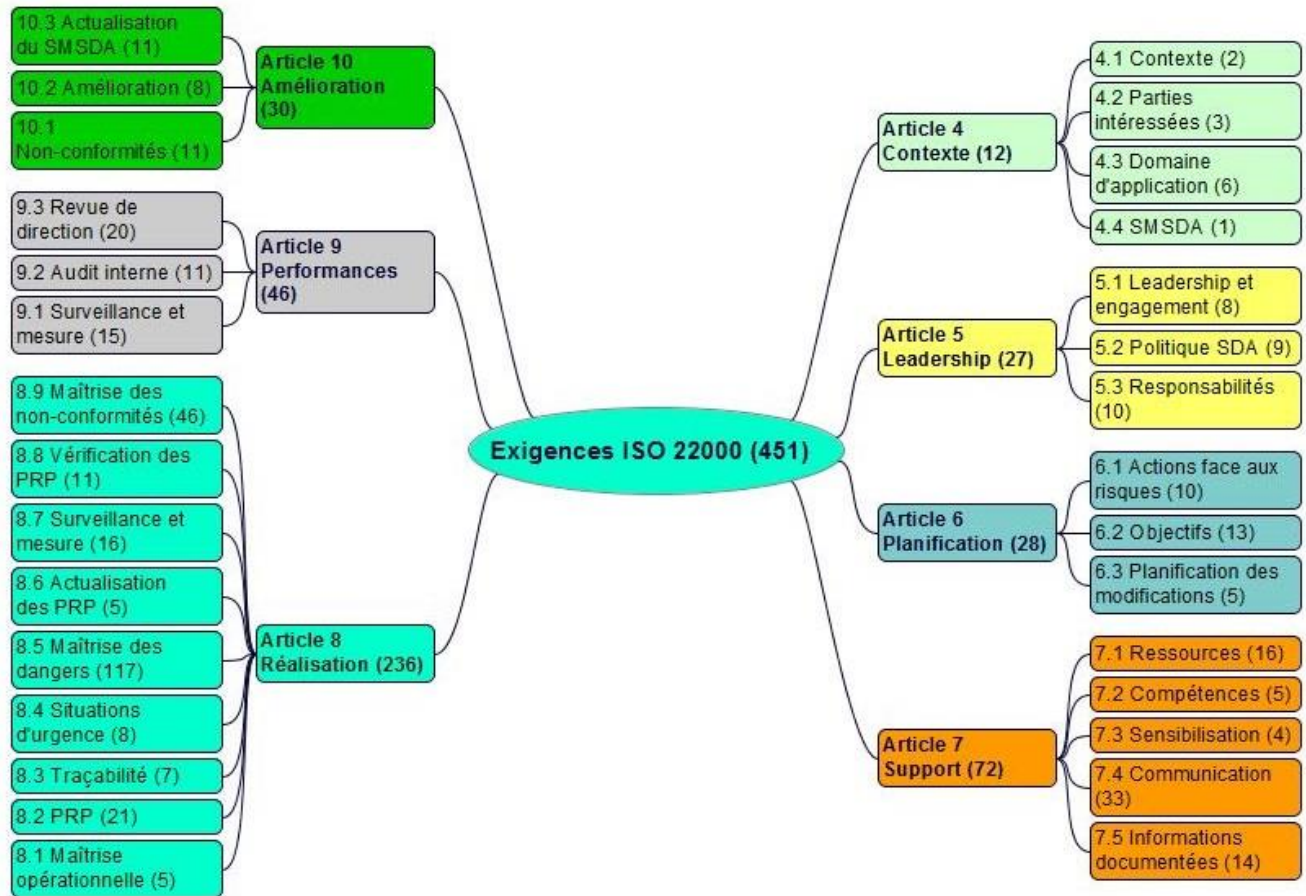 10.3 Actualisation
du SMSDA (11)
10.2 Amélioration (8)
10.1
Non-conformités (11)
Article 10
Amélioration
(30)
9.3 Revue de
direction (20)
9.2 Audit interne (11)
9.1 Surveillance et
mesure (15)
Article 9
Performances
(46)
8.9 Maîtrise des
non-conformités (46)
8.8 Vérification des
PRP (11)
8.7 Surveillance et
mesure (16)
8.6 Actualisation
des PRP (5)
8.5 Maîtrise des
dangers (117)
8.4 Situations
d'urgence (8)
8.3 Traçabilité (7)
8.2 PRP (21)
8.1 Maîtrise
opérationnelle (5)
Article 8
Réalisation (236)
Exigences ISO 22000 (451)
Article 4
Contexte (12)
4.1 Contexte (2)
4.2 Parties
intéressées (3)
4.3 Domaine
d'application (6)
4.4 SMSDA (1)
Article 5
Leadership (27)
5.1 Leadership et
engagement (8)
5.2 Politique SDA (9)
5.3 Responsabilités
(10)
Article 6
Planification (28)
6.1 Actions face aux
risques (10)
6.2 Objectifs (13)
6.3 Planification des
modifications (5)
Article 7
Support (72)
7.1 Ressources (16)
7.2 Compétences (5)
7.3 Sensibilisation (4)
7.4 Communication
(33)
7.5 Informations
documentées (14)